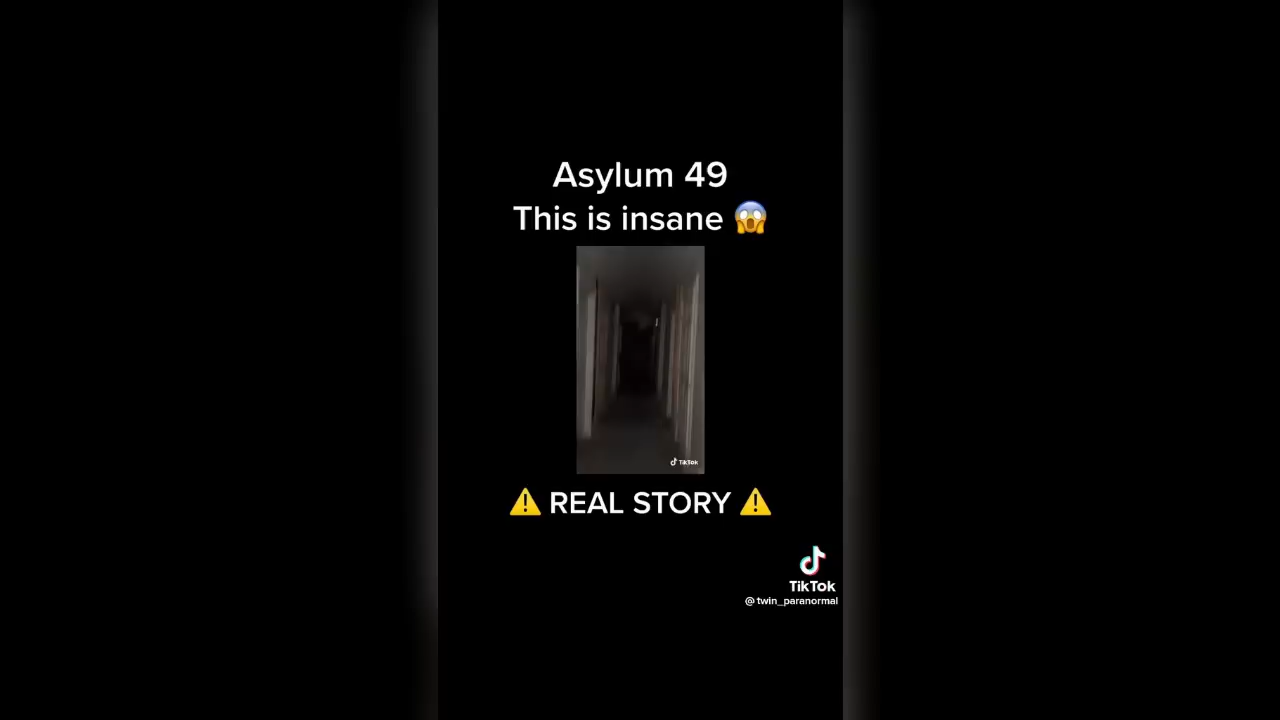 Asylum 49
This is insane 😱
TikTok
⚠️ REAL STORY ⚠️
TikTok
@ twin_paranormal